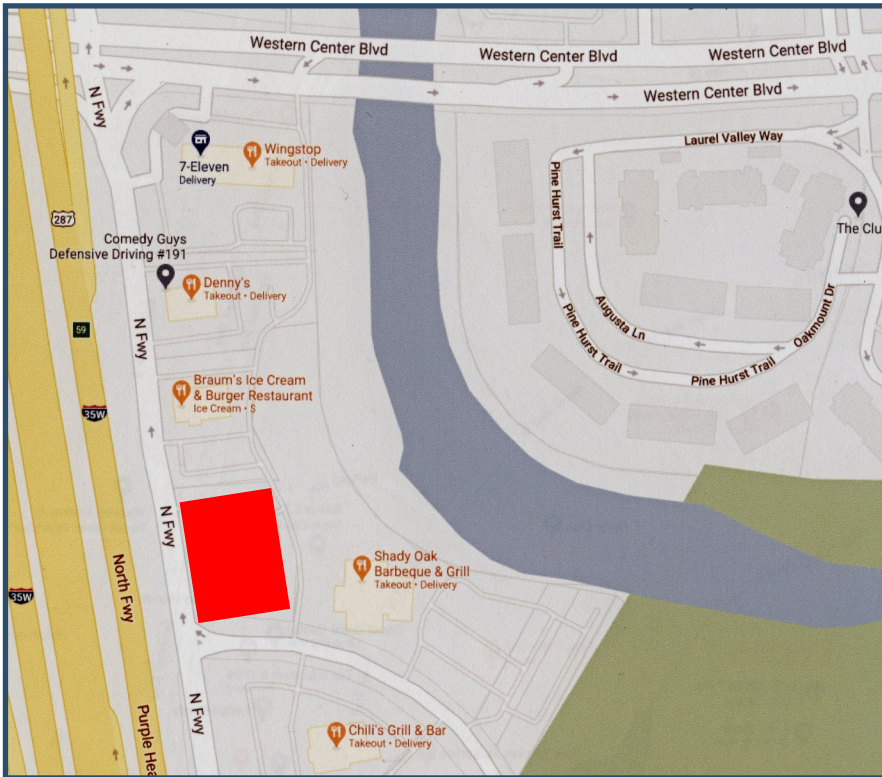 Western Center Blvd
Western Center Blvd
Western Center Blvd
Western Center Blvd
N Fwy
7-Eleven
Delivery
Wingstop
Takeout • Delivery
Laurel Valley Way
Pine Hurst Trail
287
The Clu
Comedy Guys
Defensive Driving #191
Denny's
Takeout • Delivery
59
N Fwy
Augusta Ln
Pine Hurst Trail
Pine Hurst Trail
Oakmount Dr
Braum's Ice Cream
& Burger Restaurant
Ice Cream • $
35W
N Fwy
Shady Oak
Barbeque & Grill
Takeout • Delivery
35W
North Fwy
N Fwy
Purple Hea
Chili's Grill & Bar
Takeout • Delivery